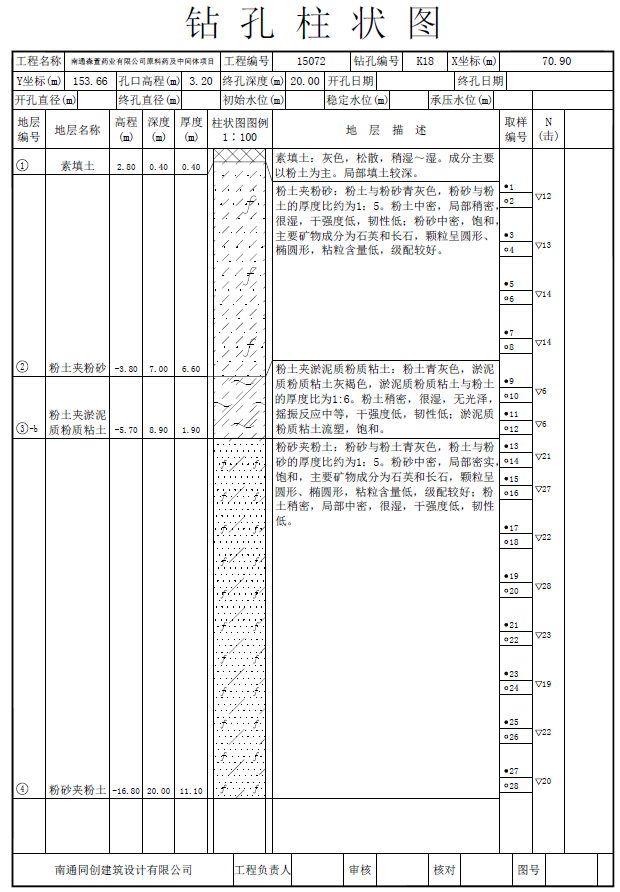 钻孔柱状图
工程名称 南通森萱药业有限公司原料药及中间体项目 工程编号 15072 钻孔编号 K18 X坐标(m) 70.90
Y坐标(m) 153.66 孔口高程(m) 3.20 终孔深度(m) 20.00 开孔日期 终孔日期
开孔直径(m) 终孔直径(m) 初始水位(m) 稳定水位(m) 承压水位(m)
地层编号 地层名称 高程(m) 深度(m) 厚度(m) 柱状图图例 1:100 地层描述 取样编号 N(击)
① 素填土 2.80 0.40 0.40
素填土：灰色，松散，稍湿～湿。成分主要
以粉土为主。局部填土较深。
粉土夹粉砂：粉土与粉砂青灰色，粉砂与粉
土的厚度比约为1：5。粉土中密，局部稍密，
很湿，干强度低，韧性低；粉砂中密，饱和，
主要矿物成分为石英和长石，颗粒呈圆形、
椭圆形，粘粒含量低，级配较好。
② 粉土夹粉砂 -3.80 7.00 6.60
粉土夹淤泥质粉质粘土：粉土青灰色，淤泥
质粉质粘土灰褐色，淤泥质粉质粘土与粉土
的厚度比为1:6。粉土稍密，很湿，无光泽，
摇振反应中等，干强度低，韧性低；淤泥质
粉质粘土流塑，饱和。
③-b 粉土夹淤泥质粉质粘土 -5.70 8.90 1.90
粉砂夹粉土：粉砂与粉土青灰色，粉土与粉
砂的厚度比约为1：5。粉砂中密，局部密实，
饱和，主要矿物成分为石英和长石，颗粒呈
圆形、椭圆形，粘粒含量低，级配较好；粉
土稍密，局部中密，很湿，干强度低，韧性
低。
④ 粉砂夹粉土 -16.80 20.00 11.10
●1
○2 ▽12
●3
○4 ▽13
●5
○6 ▽14
●7
○8 ▽14
●9
○10 ▽6
●11
○12 ▽6
●13
○14 ▽21
●15
○16 ▽27
●17
○18 ▽22
●19
○20 ▽28
●21
○22 ▽23
●23
○24 ▽19
●25
○26 ▽22
●27
○28 ▽20
南通同创建筑设计有限公司 工程负责人 审核 核对 图号